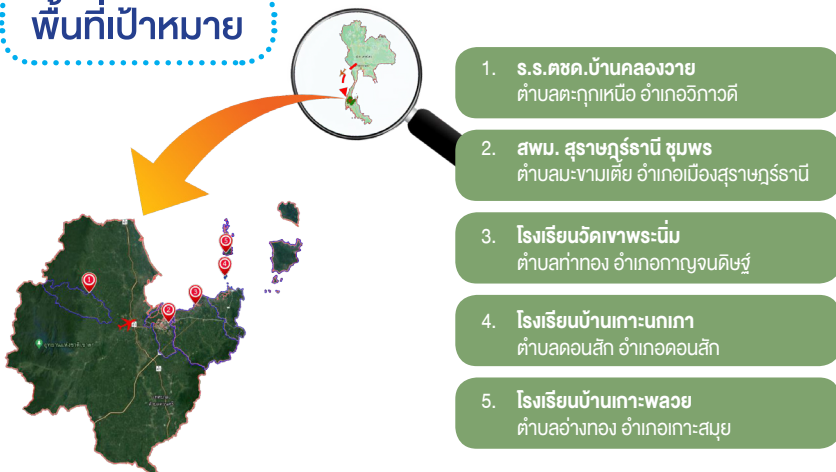 พื้นที่เป้าหมาย
1. ร.ร.ตชด.บ้านคลองวาย
ตำบลตะกุกเหนือ อำเภอวิภาวดี
2. สพม. สุราษฎร์ธานี ชุมพร
ตำบลมะขามเตี้ย อำเภอเมืองสุราษฎร์ธานี
3. โรงเรียนวัดเขาพระนิ่ม
ตำบลท่าทอง อำเภอกาญจนดิษฐ์
4. โรงเรียนบ้านเกาะนกเภา
ตำบลดอนสัก อำเภอดอนสัก
5. โรงเรียนบ้านเกาะพลวย
ตำบลอ่างทอง อำเภอเกาะสมุย
5
4
1
3
2